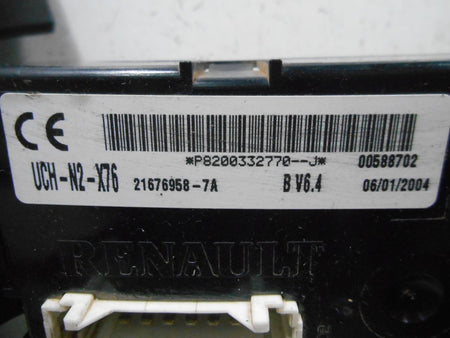 CE
*P8200332770--J* 00588702
UCH-N2-X76 21676958-7A B V6.4 06/01/2004
RENAULT